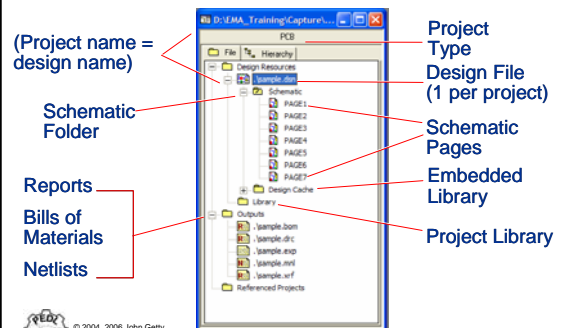 D:\EMA_Training\Capture\...
PCB
File Hierarchy
Design Resources
.\sample.dsn
Schematic
PAGE1
PAGE2
PAGE3
PAGE4
PAGE5
PAGE6
PAGE7
Design Cache
Library
Outputs
.\sample.bom
.\sample.drc
.\sample.exp
.\sample.mnl
.\sample.xrf
Referenced Projects
(Project name =
design name)
Schematic
Folder
Reports
Bills of
Materials
Netlists
Project
Type
Design File
(1 per project)
Schematic
Pages
Embedded
Library
Project Library
© 2004, 2006 John Getty